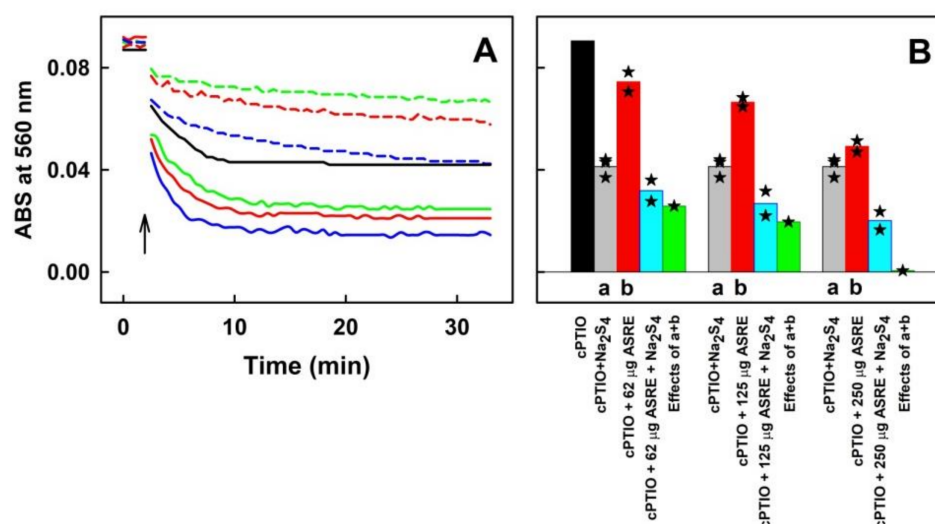 A
B
ABS at 560 nm
0.08
0.04
0.00
0 10 20 30
Time (min)
a b a b a b
cPTIO
cPTIO+Na2S4
cPTIO + 62 µg ASRE
cPTIO + 62 µg ASRE + Na2S4
Effects of a+b
cPTIO+Na2S4
cPTIO + 125 µg ASRE
cPTIO + 125 µg ASRE + Na2S4
Effects of a+b
cPTIO+Na2S4
cPTIO + 250 µg ASRE
cPTIO + 250 µg ASRE + Na2S4
Effects of a+b